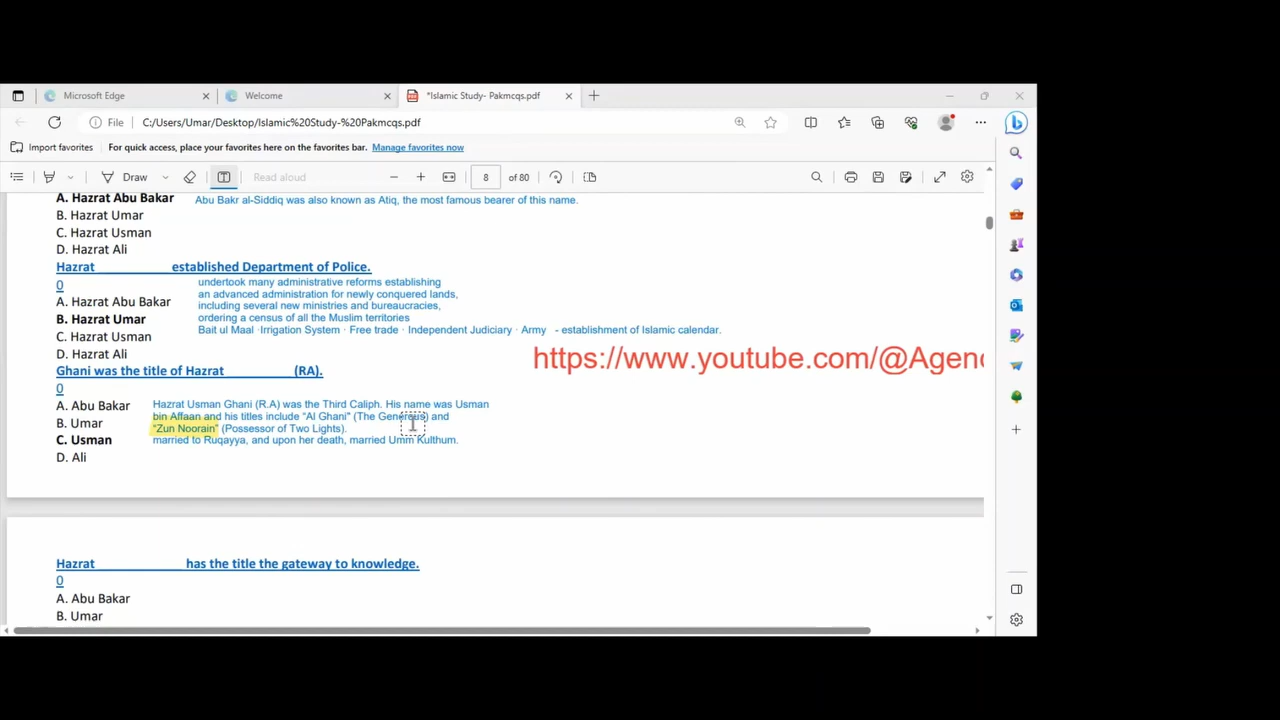 Microsoft Edge
Welcome
*Islamic Study- Pakmcqs.pdf
File
C:/Users/Umar/Desktop/Islamic%20Study-%20Pakmcqs.pdf
Import favorites
For quick access, place your favorites here on the favorites bar. Manage favorites now
Draw
Read aloud
8 of 80
A. Hazrat Abu Bakar
Abu Bakr al-Siddiq was also known as Atiq, the most famous bearer of this name.
B. Hazrat Umar
C. Hazrat Usman
D. Hazrat Ali
Hazrat ___________ established Department of Police.
0
undertook many administrative reforms establishing
an advanced administration for newly conquered lands,
including several new ministries and bureaucracies,
ordering a census of all the Muslim territories
Bait ul Maal ·Irrigation System · Free trade · Independent Judiciary · Army - establishment of Islamic calendar.
A. Hazrat Abu Bakar
B. Hazrat Umar
C. Hazrat Usman
D. Hazrat Ali
https://www.youtube.com/@Agenc
Ghani was the title of Hazrat __________ (RA).
0
A. Abu Bakar
B. Umar
C. Usman
D. Ali
Hazrat Usman Ghani (R.A) was the Third Caliph. His name was Usman
bin Affaan and his titles include “Al Ghani” (The Generous) and
“Zun Noorain” (Possessor of Two Lights).
married to Ruqayya, and upon her death, married Umm Kulthum.
Hazrat _____________ has the title the gateway to knowledge.
0
A. Abu Bakar
B. Umar